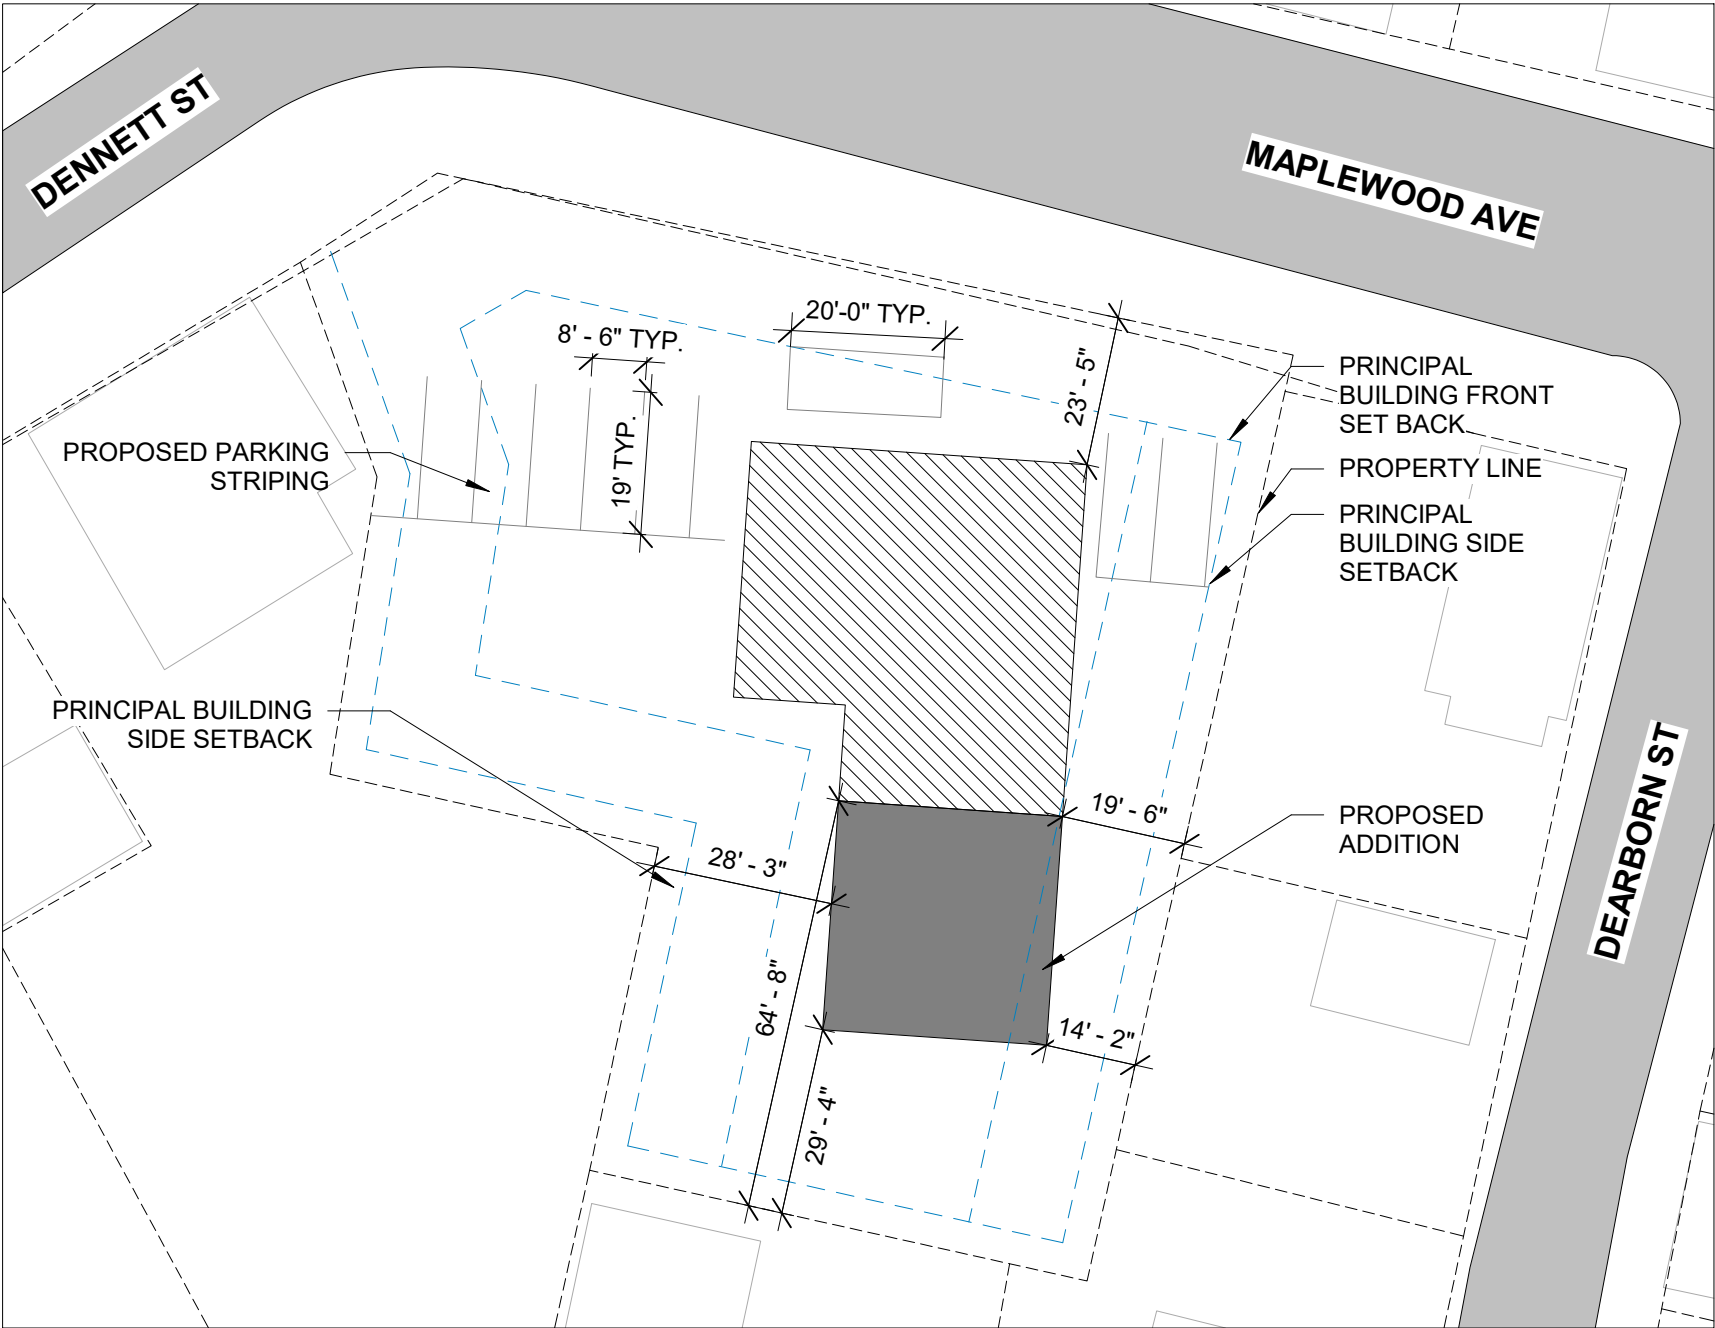 DENNETT ST
MAPLEWOOD AVE
20'-0" TYP.
8' - 6" TYP.
23' - 5"
PRINCIPAL
BUILDING FRONT
SET BACK
19' TYP.
PROPOSED PARKING
STRIPING
PROPERTY LINE
PRINCIPAL
BUILDING SIDE
SETBACK
PRINCIPAL BUILDING
SIDE SETBACK
19' - 6"
PROPOSED
ADDITION
DEARBORN ST
28' - 3"
64' - 8"
14' - 2"
29' - 4"